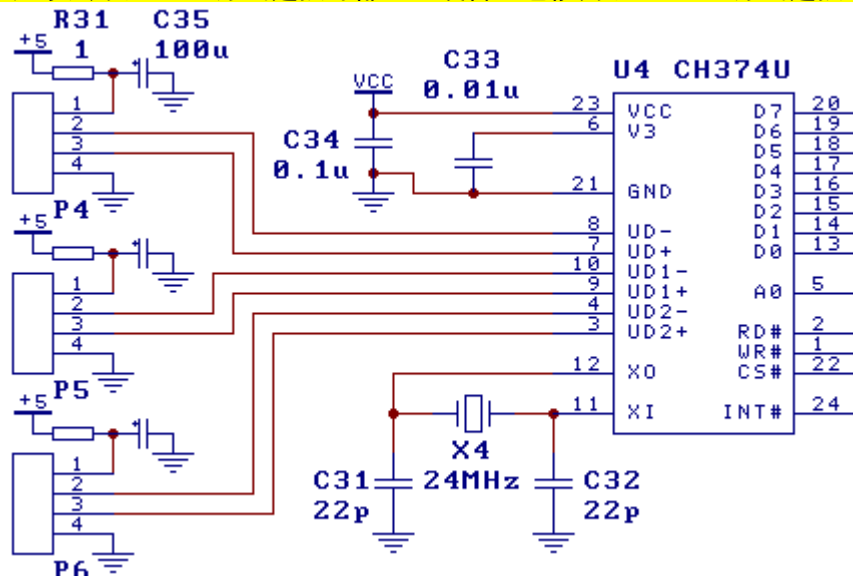 R31 C35
+5 1 100u
1
2
3
4
P4
+5
1
2
3
4
P5
+5
1
2
3
4
P6
VCC
C33
0.01u
C34
0.1u
U4 CH374U
23 VCC D7 20
6 V3 D6 19
D5 18
D4 17
21 GND D3 16
D2 15
8 UD- D1 14
7 UD+ D0 13
10 UD1-
9 UD1+ A0 5
4 UD2-
3 UD2+ RD# 2
WR# 1
12 XO CS# 22
11 XI INT# 24
X4
C31 24MHz C32
22p 22p